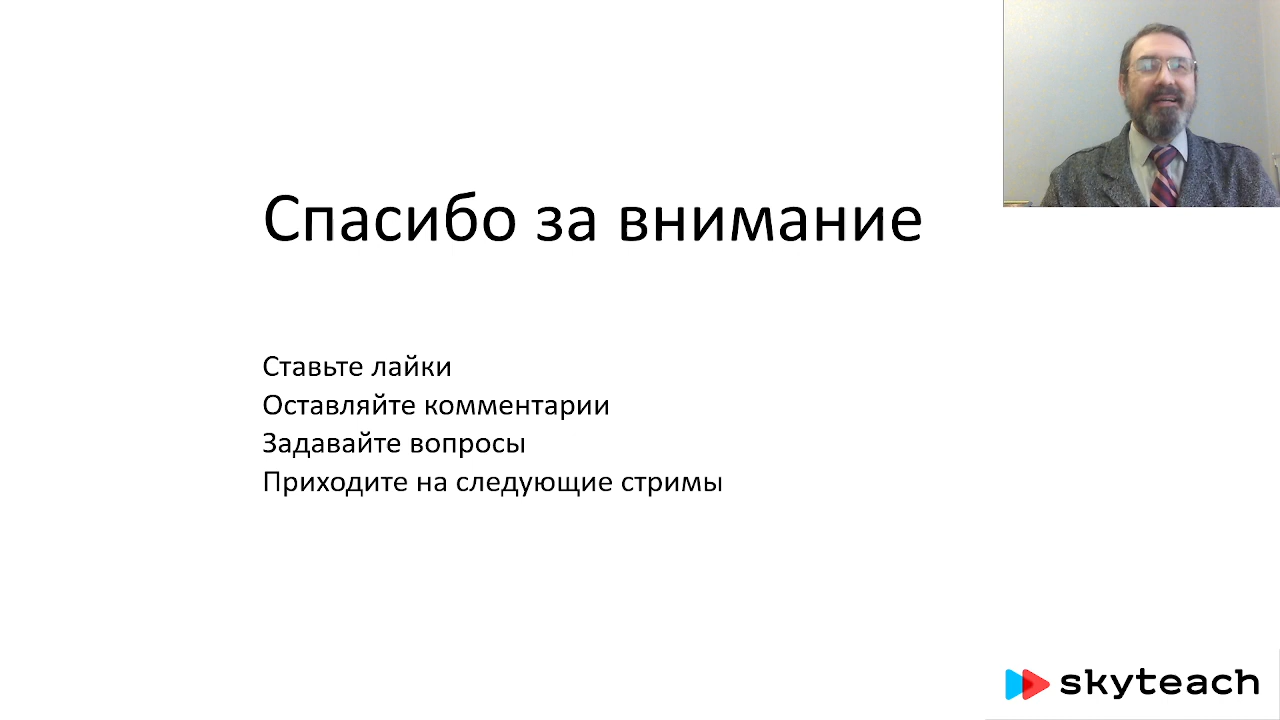 Спасибо за внимание
Ставьте лайки
Оставляйте комментарии
Задавайте вопросы
Приходите на следующие стримы
skyteach